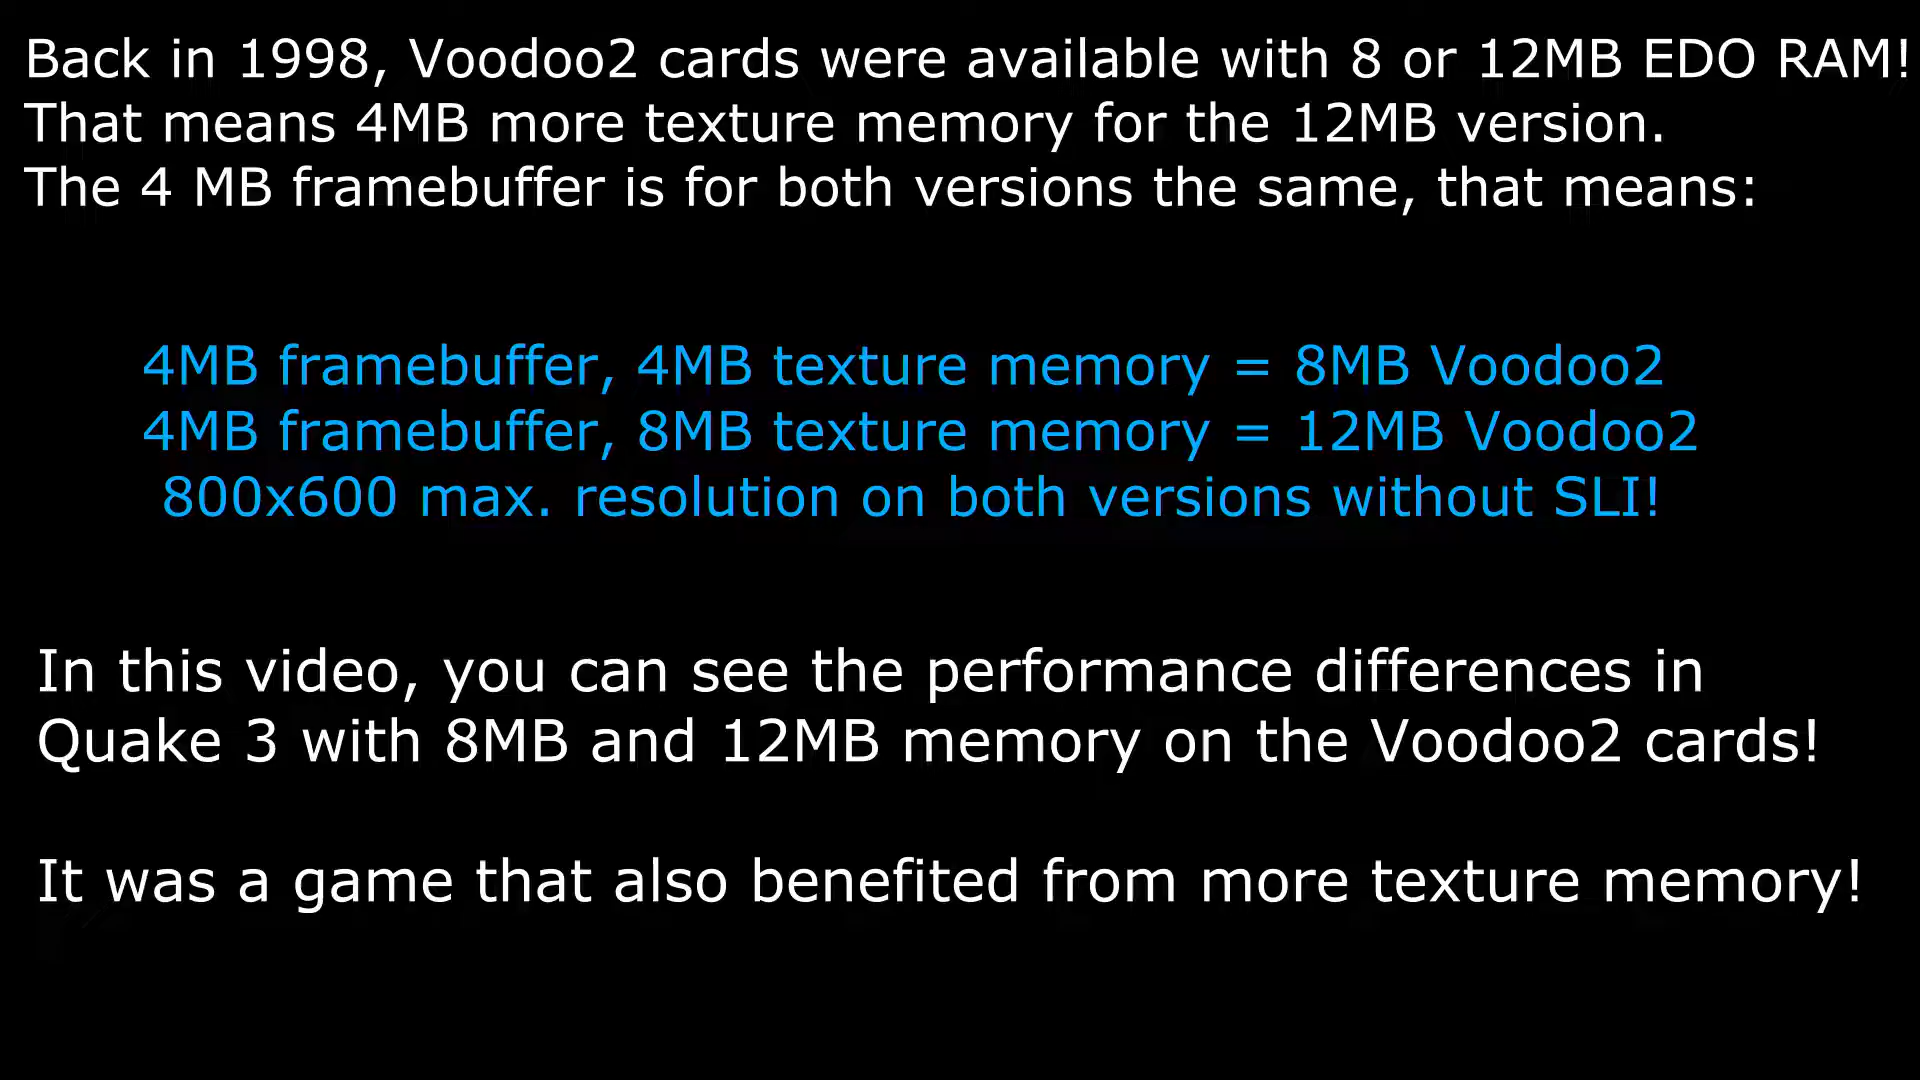 Back in 1998, Voodoo2 cards were available with 8 or 12MB EDO RAM!
That means 4MB more texture memory for the 12MB version.
The 4 MB framebuffer is for both versions the same, that means:
4MB framebuffer, 4MB texture memory = 8MB Voodoo2
4MB framebuffer, 8MB texture memory = 12MB Voodoo2
800x600 max. resolution on both versions without SLI!
In this video, you can see the performance differences in
Quake 3 with 8MB and 12MB memory on the Voodoo2 cards!
It was a game that also benefited from more texture memory!